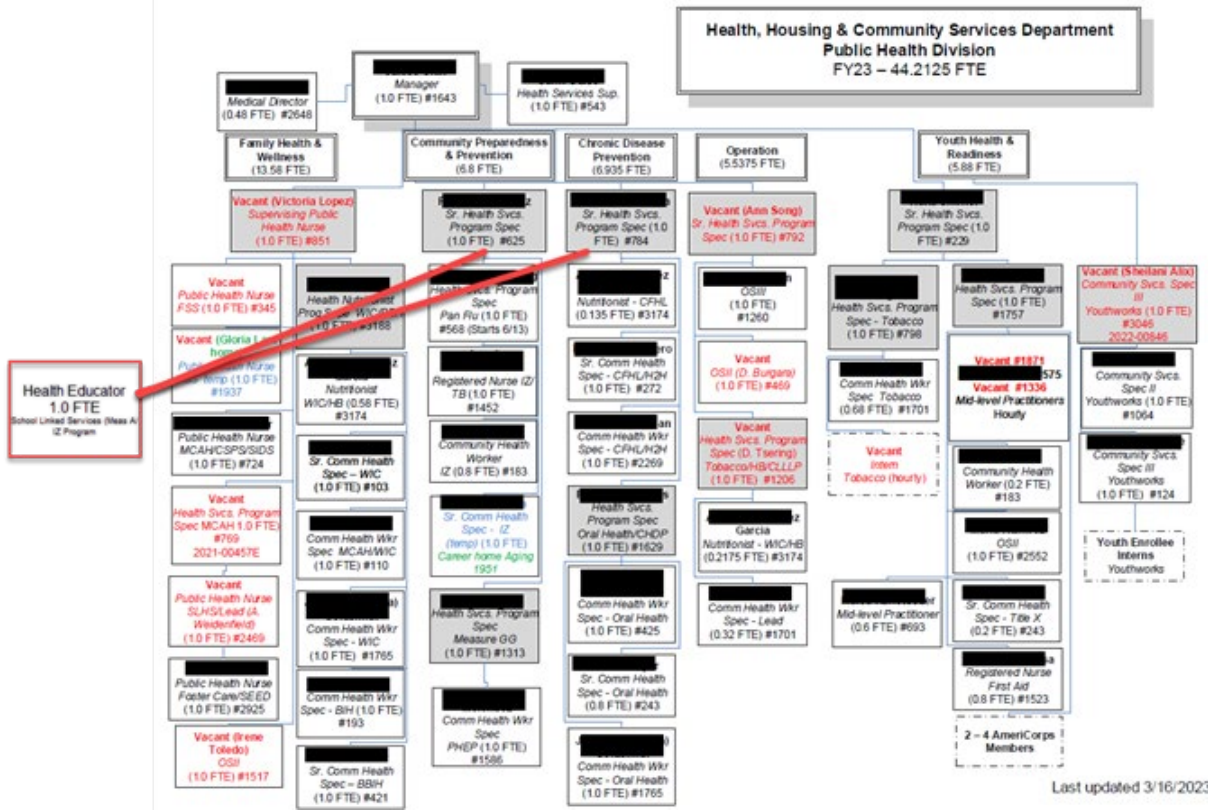 Health, Housing & Community Services Department
Public Health Division
FY23 – 44.2125 FTE
Manager
(1.0 FTE) #1643
Medical Director
(0.48 FTE) #2648
Health Services Sup.
(1.0 FTE) #543
Family Health &
Wellness
(13.58 FTE)
Community Preparedness
& Prevention
(6.8 FTE)
Chronic Disease
Prevention
(6.935 FTE)
Operation
(5.5375 FTE)
Youth Health &
Readiness
(5.88 FTE)
Vacant (Victoria Lopez)
Supervising Public
Health Nurse
(1.0 FTE) #851
Sr. Health Svcs.
Program Spec
(1.0 FTE) #625
Sr. Health Svcs.
Program Spec (1.0
FTE) #784
Vacant (Ann Song)
Sr. Health Svcs. Program
Spec (1.0 FTE) #792
Sr. Health Svcs.
Program Spec
(1.0 FTE) #229
Health Educator
1.0 FTE
School Linked Services (Meas A/
IZ Program
Vacant
Public Health Nurse
FSS (1.0 FTE) #345
Vacant (Gloria
Public Health Nurse
(1.0 FTE)
#1937
Public Health Nurse
MCAH/CSPS/SIDS
(1.0 FTE) #724
Vacant
Health Svcs. Program
Spec MCAH 1.0 FTE)
#769
2021-00457E
Vacant
Public Health Nurse
SLHS/Lead (A.
Weidenfield)
(1.0 FTE) #2469
Public Health Nurse
Foster Care/SEED
(1.0 FTE) #2925
Vacant (Irene
Toledo)
OSII
(1.0 FTE) #1517
Health Nutritionist
(1.0 FTE) #3188
Nutritionist
WIC/HB (0.58 FTE)
#3174
Sr. Comm Health
Spec – WIC
(1.0 FTE) #103
Comm Health Wkr
Spec MCAH/WIC
(1.0 FTE) #110
Comm Health Wkr
Spec - WIC
(1.0 FTE) #1765
Comm Health Wkr
Spec - BIH (1.0 FTE)
#193
Sr. Comm Health
Spec – BBIH
(1.0 FTE) #421
Health Svcs. Program
Spec
Pan Flu (1.0 FTE)
#568 (Starts 6/13)
Registered Nurse IZ/
TB (1.0 FTE)
#1452
Community Health
Worker
IZ (0.8 FTE) #183
Sr. Comm Health
Spec - IZ
(temp) (1.0 FTE)
Career home Aging
1951
Health Svcs. Program
Spec
Measure GG
(1.0 FTE) #1313
Comm Health Wkr
Spec
PHEP (1.0 FTE)
#1586
Nutritionist - CFHL
(0.135 FTE) #3174
Sr. Comm Health
Spec - CFHL/H2H
(1.0 FTE) #272
Comm Health Wkr
Spec - CFHL/H2H
(1.0 FTE) #2269
Health Svcs.
Program Spec
Oral Health/CHDP
(1.0 FTE) #1629
Comm Health Wkr
Spec - Oral Health
(1.0 FTE) #425
Sr. Comm Health
Spec - Oral Health
(0.8 FTE) #243
Comm Health Wkr
Spec - Oral Health
(1.0 FTE) #1765
OSIII
(1.0 FTE)
#1260
Vacant
OSII (D. Burgara)
(1.0 FTE) #469
Vacant
Health Svcs. Program
Spec (D. Tsering)
Tobacco/HB/CLLLP
(1.0 FTE) #1206
Garcia
Nutritionist - WIC/HB
(0.2175 FTE) #3174
Comm Health Wkr
Spec - Lead
(0.32 FTE) #1701
Health Svcs. Program
Spec - Tobacco
(1.0 FTE) #798
Comm Health Wkr
Spec Tobacco
(0.68 FTE) #1701
Vacant
Intern
Tobacco (hourly)
Mid-level Practitioner
(0.6 FTE) #693
Health Svcs. Program
Spec (1.0 FTE)
#1757
Vacant #1871
575
Vacant #1336
Mid-level Practitioners
Hourly
Community Health
Worker (0.2 FTE)
#183
OSII
(1.0 FTE) #2552
Sr. Comm Health
Spec - Title X
(0.2 FTE) #243
Registered Nurse
First Aid
(0.8 FTE) #1523
2 – 4 AmeriCorps
Members
Vacant (Sheilani Alix)
Community Svcs. Spec
III
Youthworks (1.0 FTE)
#3046
2022-00846
Community Svcs.
Spec II
Youthworks (1.0 FTE)
#1064
Community Svcs.
Spec III
Youthworks
(1.0 FTE) #124
Youth Enrollee
Interns
Youthworks
Last updated 3/16/2023